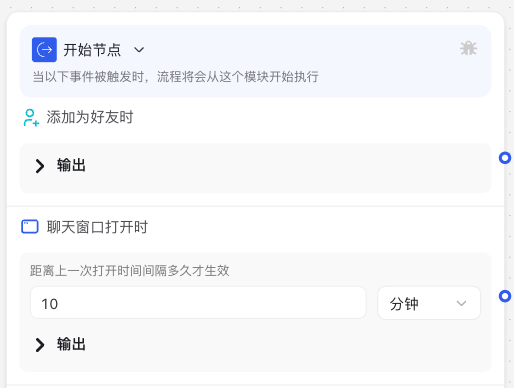 开始节点
当以下事件被触发时，流程将会从这个模块开始执行
添加为好友时
输出
聊天窗口打开时
距离上一次打开时间间隔多久才生效
10 分钟
输出